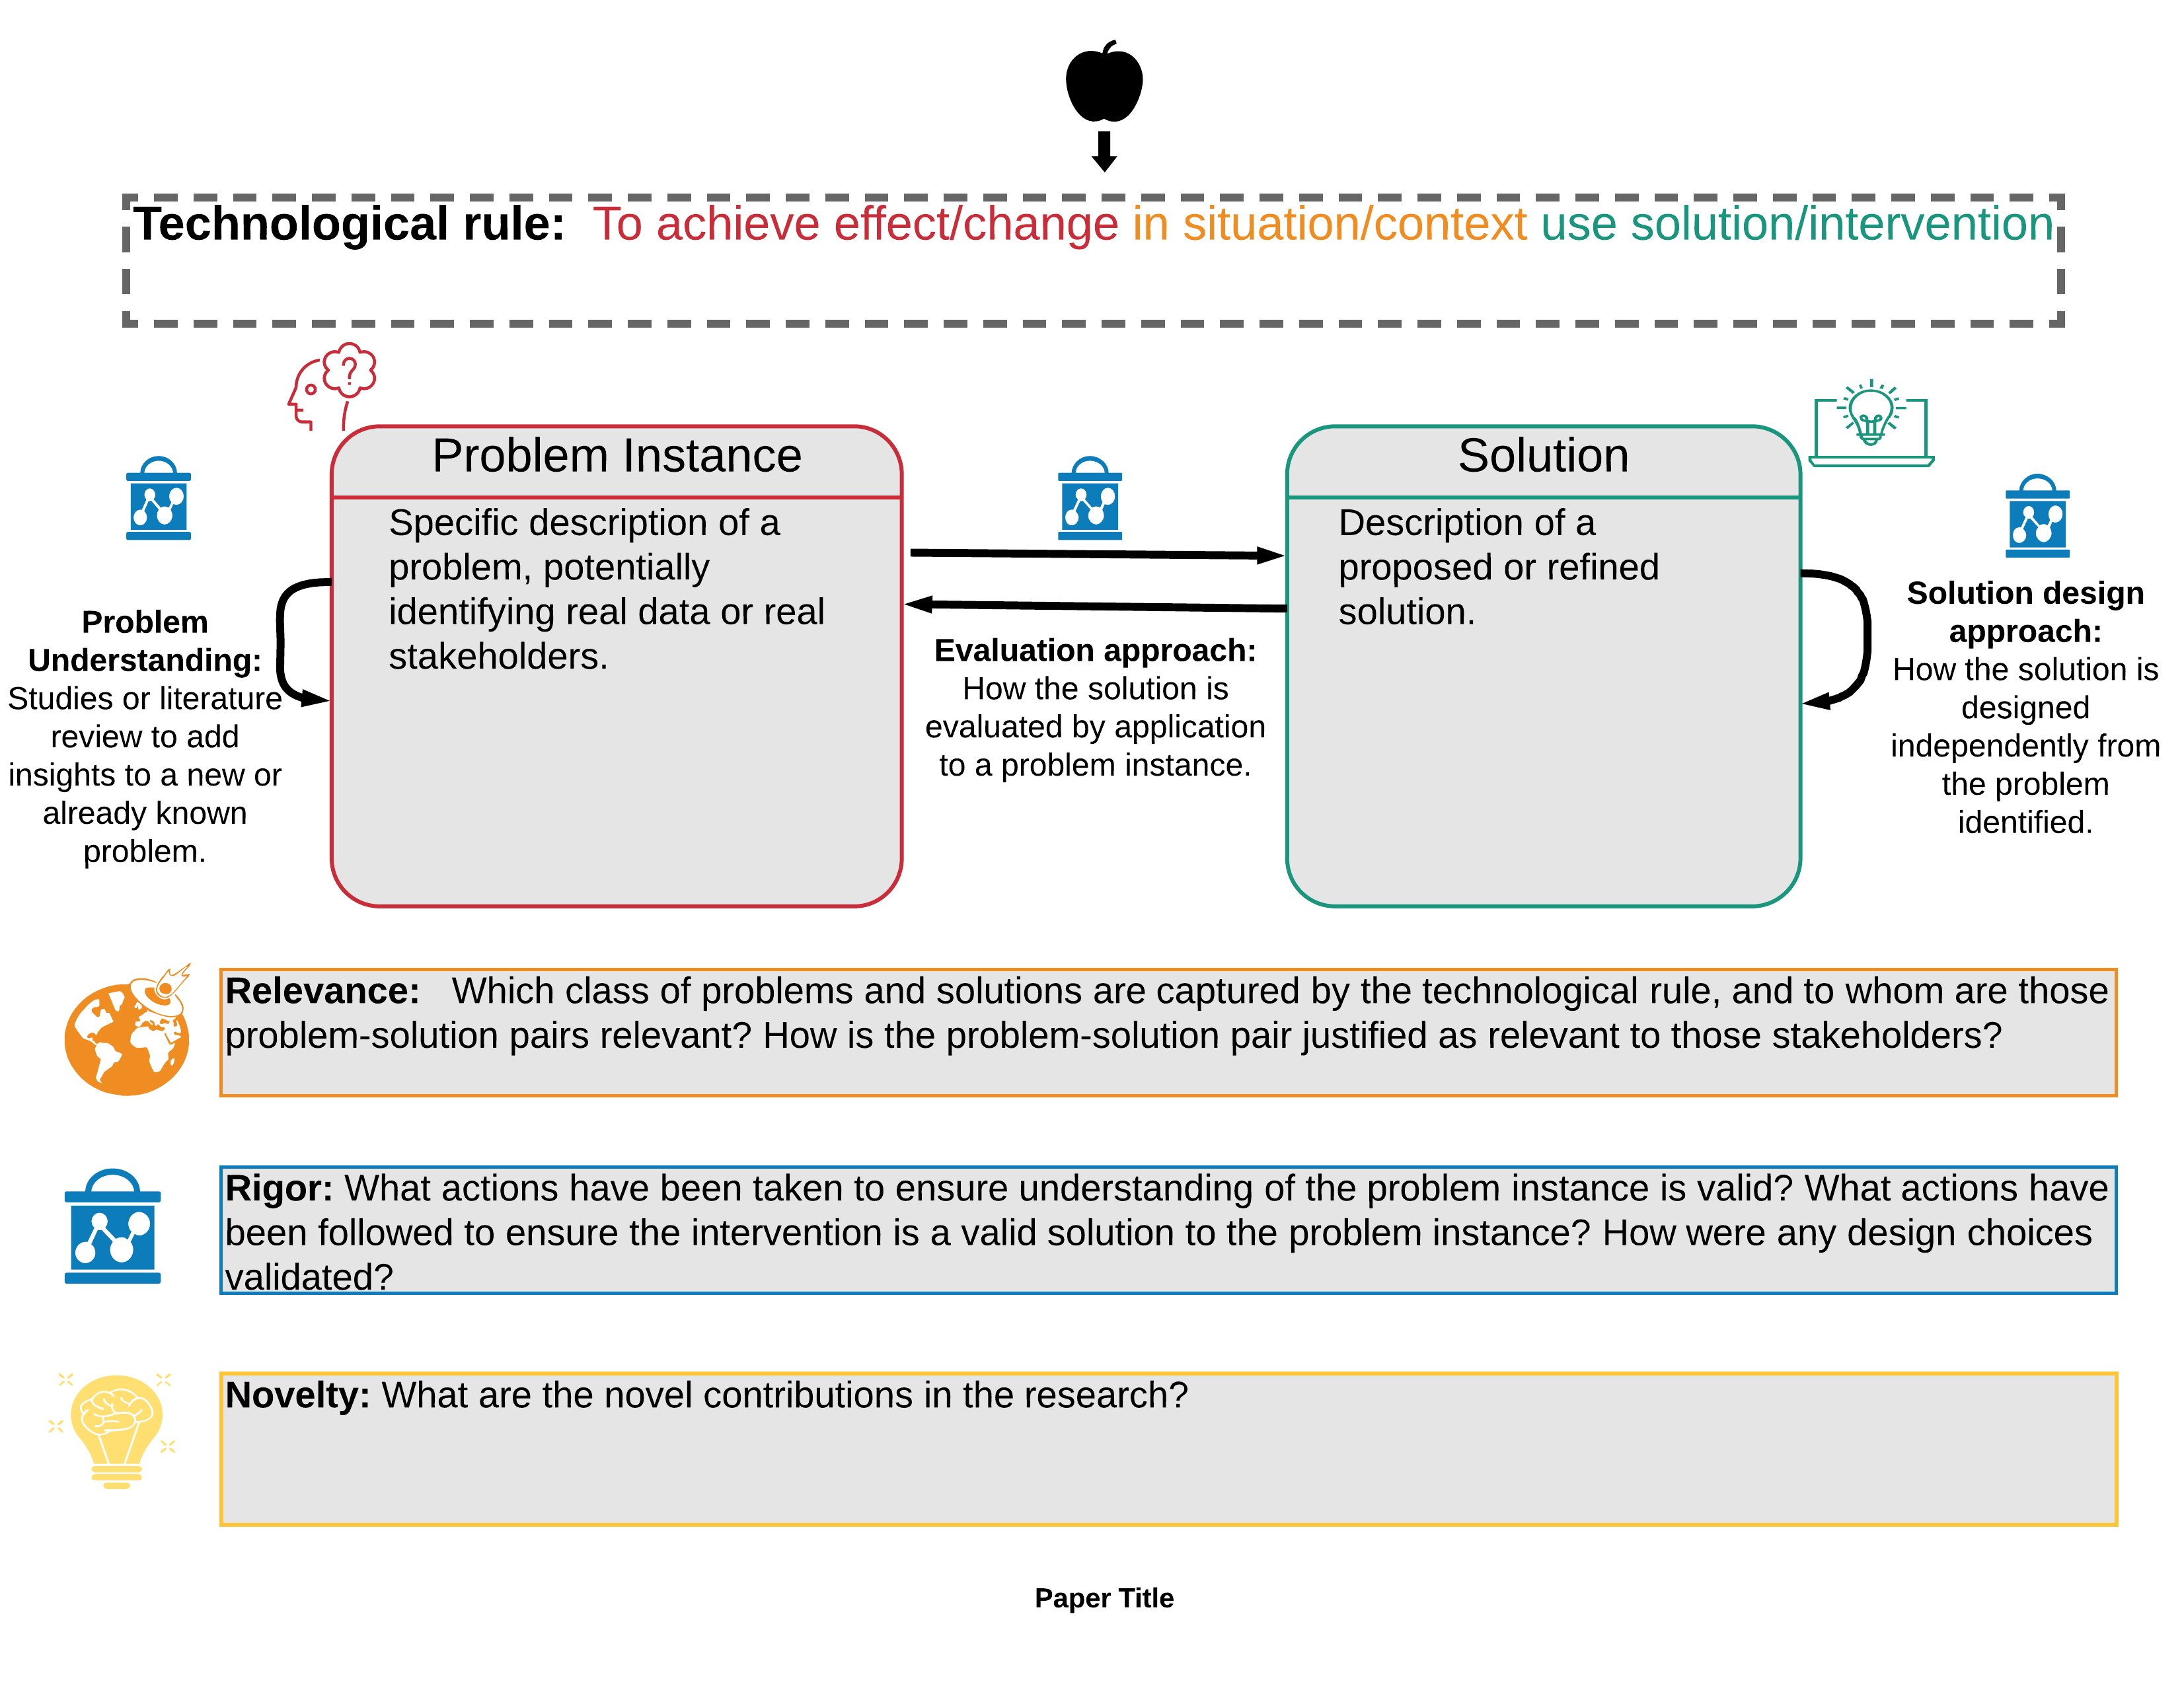 Technological rule: To achieve effect/change in situation/context use solution/intervention
Problem Instance
Specific description of a
problem, potentially
identifying real data or real
stakeholders.
Solution
Description of a
proposed or refined
solution.
Problem
Understanding:
Studies or literature
review to add
insights to a new or
already known
problem.
Evaluation approach:
How the solution is
evaluated by application
to a problem instance.
Solution design
approach:
How the solution is
designed
independently from
the problem
identified.
Relevance: Which class of problems and solutions are captured by the technological rule, and to whom are those
problem-solution pairs relevant? How is the problem-solution pair justified as relevant to those stakeholders?
Rigor: What actions have been taken to ensure understanding of the problem instance is valid? What actions have
been followed to ensure the intervention is a valid solution to the problem instance? How were any design choices
validated?
Novelty: What are the novel contributions in the research?
Paper Title